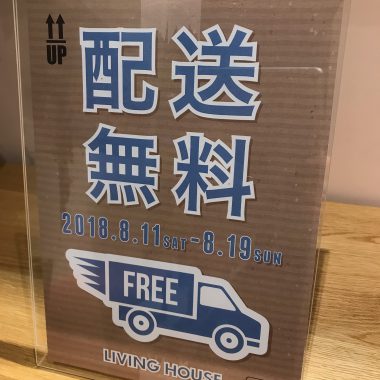 UP
配送
無料
2018.8.11SAT-8.19SUN
FREE
LIVING HOUSE